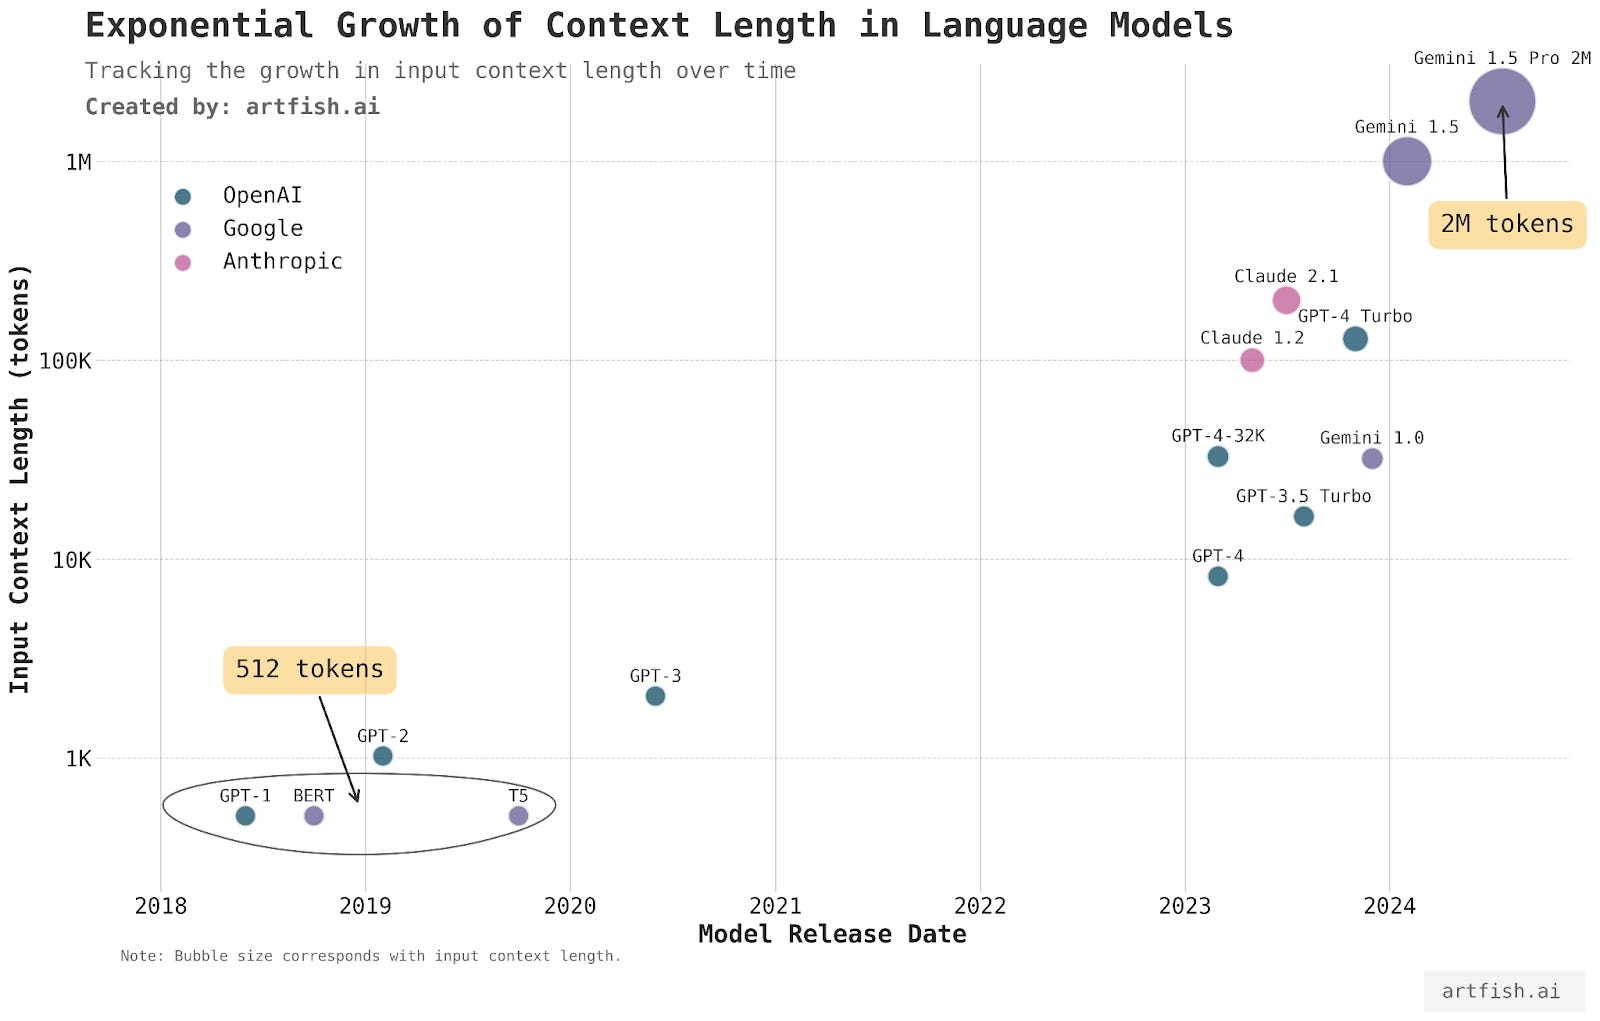 Exponential Growth of Context Length in Language Models
Tracking the growth in input context length over time
Created by: artfish.ai
Gemini 1.5 Pro 2M
Gemini 1.5
1M
OpenAI
Google
Anthropic
2M tokens
Claude 2.1
GPT-4 Turbo
Claude 1.2
100K
GPT-4-32K
Gemini 1.0
GPT-3.5 Turbo
10K
GPT-4
Input Context Length (tokens)
512 tokens
GPT-3
GPT-2
1K
GPT-1
BERT
T5
2018
2019
2020
2021
2022
2023
2024
Model Release Date
Note: Bubble size corresponds with input context length.
artfish.ai